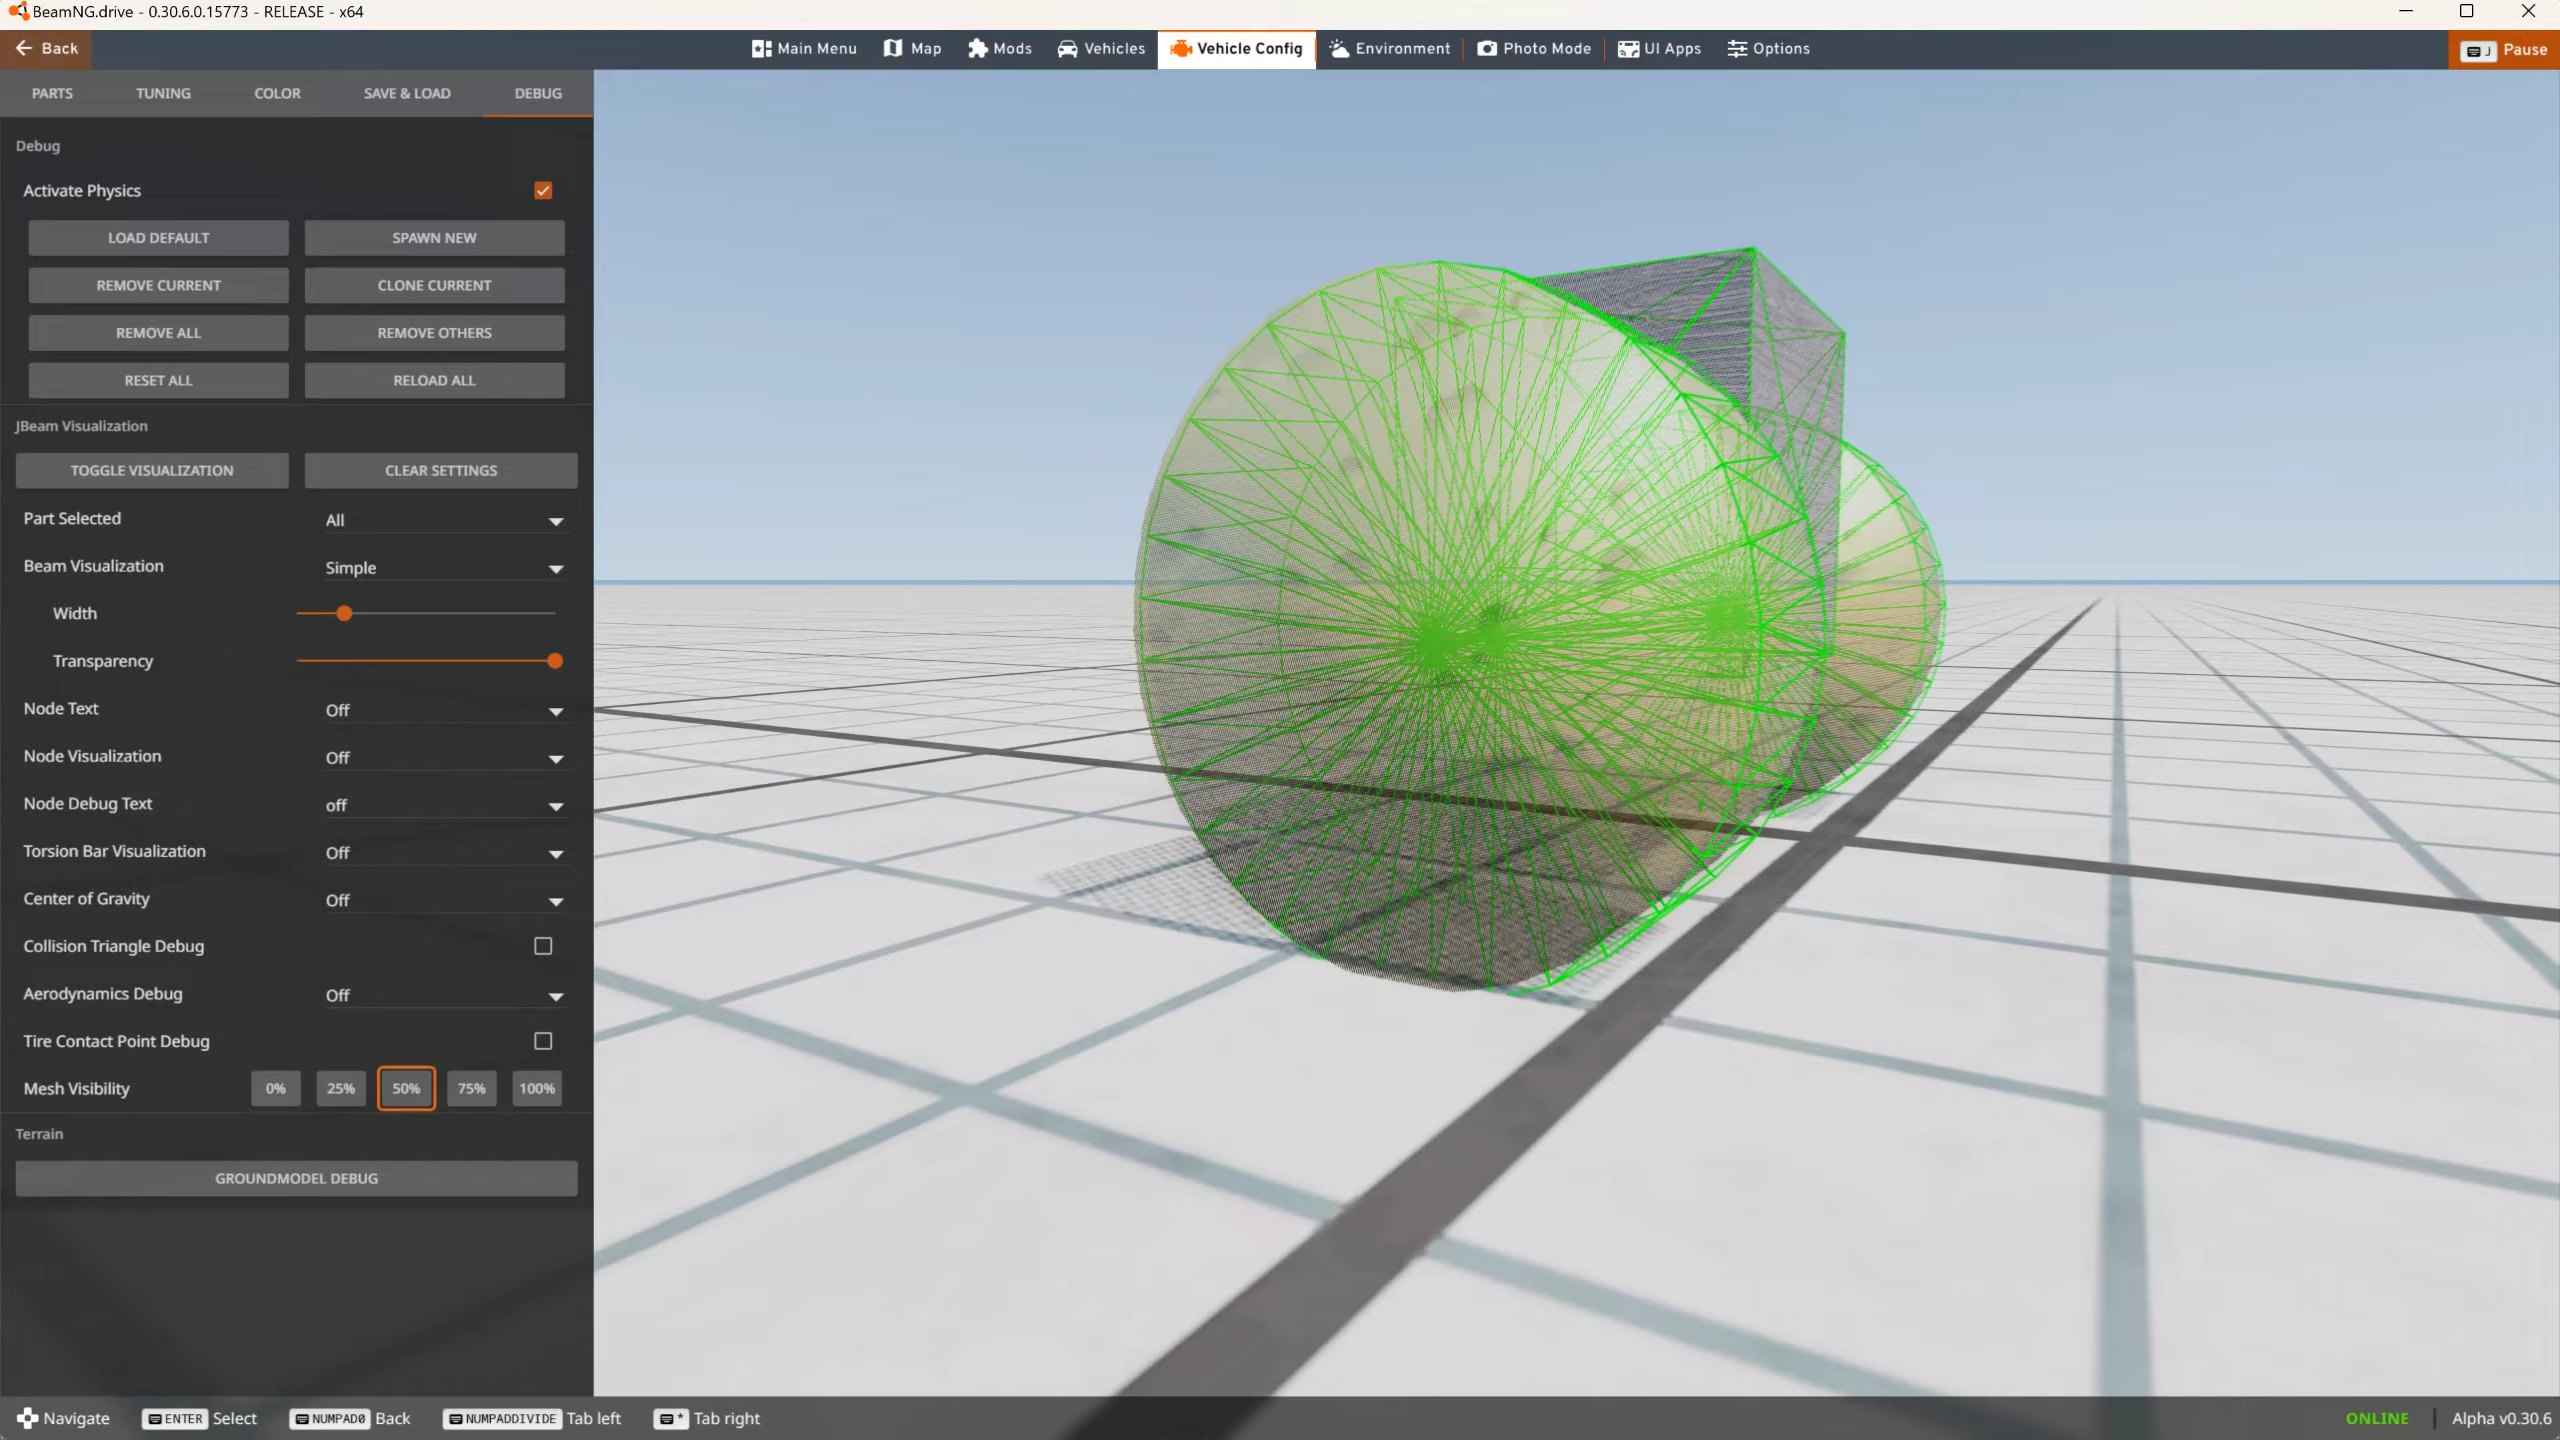 BeamNG.drive - 0.30.6.0.15773 - RELEASE - x64
Back Main Menu Map Mods Vehicles Vehicle Config Environment Photo Mode UI Apps Options J Pause
PARTS TUNING COLOR SAVE & LOAD DEBUG
Debug
Activate Physics
LOAD DEFAULT SPAWN NEW
REMOVE CURRENT CLONE CURRENT
REMOVE ALL REMOVE OTHERS
RESET ALL RELOAD ALL
JBeam Visualization
TOGGLE VISUALIZATION CLEAR SETTINGS
Part Selected All
Beam Visualization Simple
Width
Transparency
Node Text Off
Node Visualization Off
Node Debug Text off
Torsion Bar Visualization Off
Center of Gravity Off
Collision Triangle Debug
Aerodynamics Debug Off
Tire Contact Point Debug
Mesh Visibility 0% 25% 50% 75% 100%
Terrain
GROUNDMODEL DEBUG
Navigate ENTER Select NUMPAD0 Back NUMPADDIVIDE Tab left * Tab right ONLINE Alpha v0.30.6